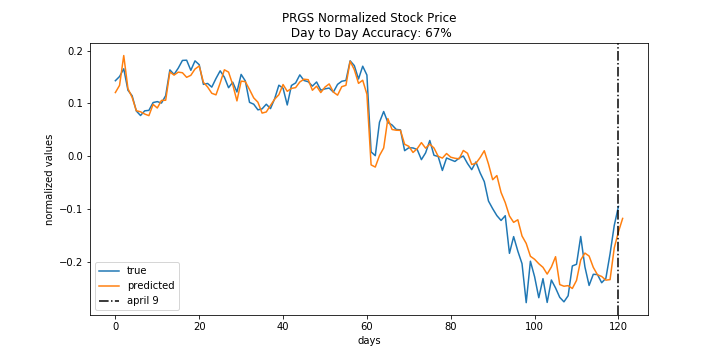 PRGS Normalized Stock Price
Day to Day Accuracy: 67%
normalized values
0.2
0.1
0.0
−0.1
−0.2
true
predicted
april 9
0 20 40 60 80 100 120
days